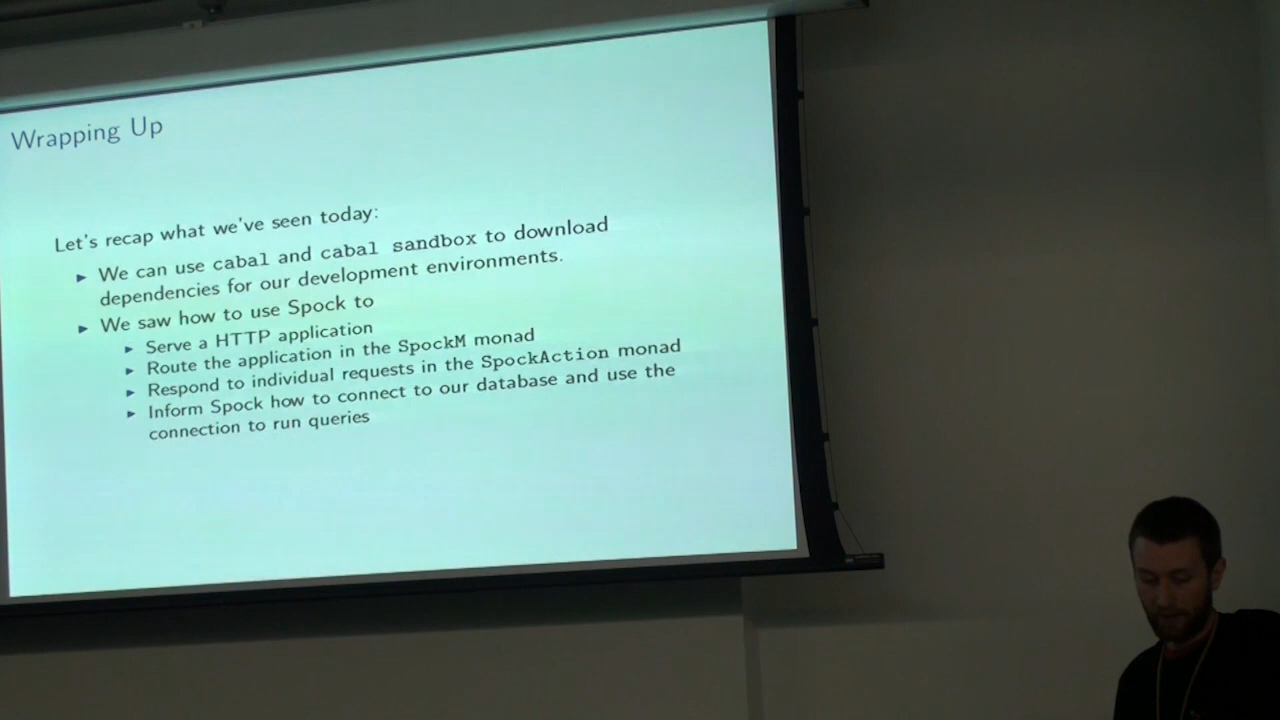 Wrapping Up
Let's recap what we've seen today:
► We can use cabal and cabal sandbox to download
dependencies for our development environments.
► We saw how to use Spock to
► Serve a HTTP application
► Route the application in the SpockM monad
► Respond to individual requests in the SpockAction monad
► Inform Spock how to connect to our database and use the
connection to run queries